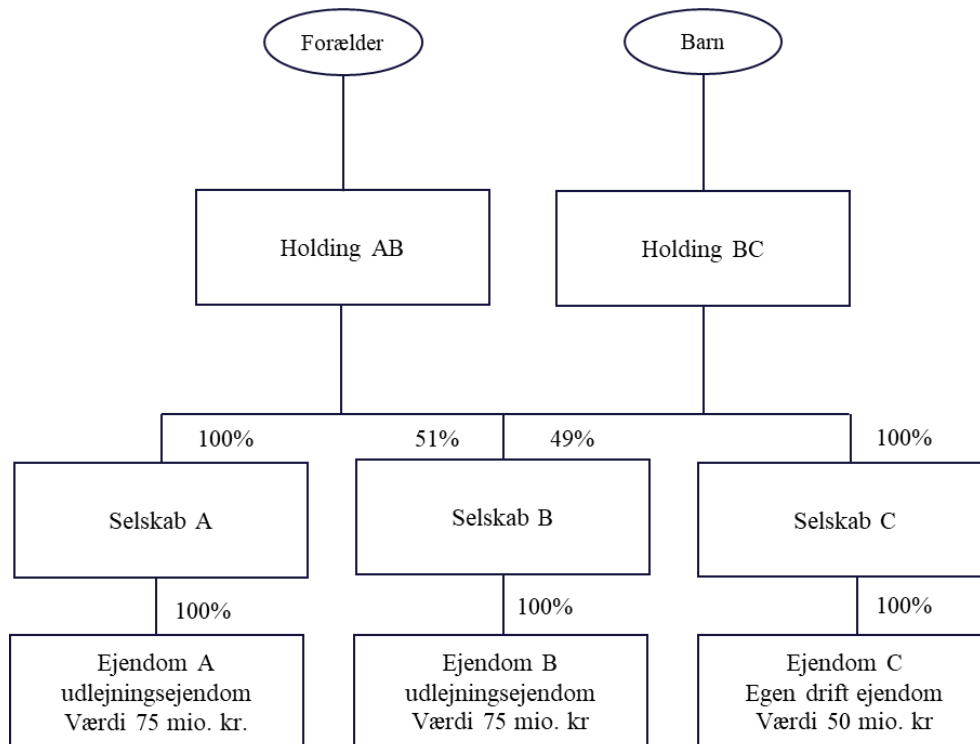 Forælder
Barn
Holding AB
Holding BC
100%
51%
49%
100%
Selskab A
Selskab B
Selskab C
100%
100%
100%
Ejendom A
udlejningsejendom
Værdi 75 mio. kr.
Ejendom B
udlejningsejendom
Værdi 75 mio. kr
Ejendom C
Egen drift ejendom
Værdi 50 mio. kr